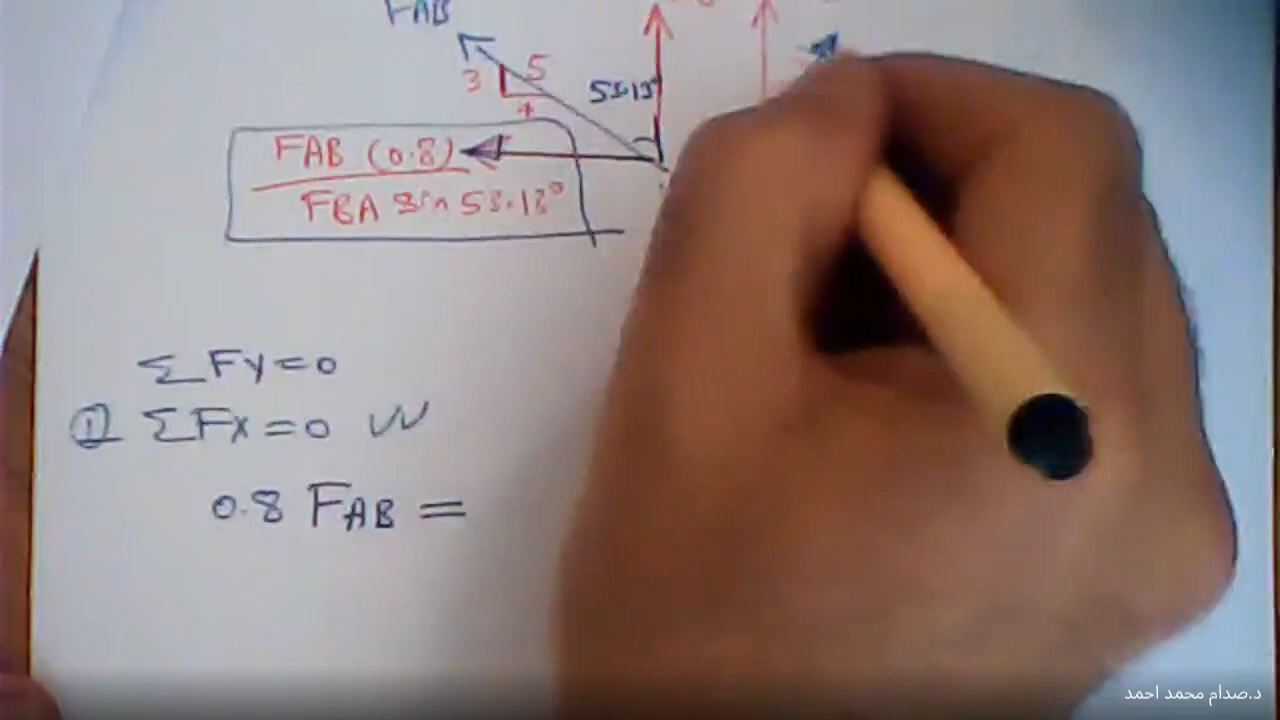 FAB
3 5
4
53.13°
FAB (0.8)
FBA sin 53.13°
ΣFy=0
① ΣFx=0
0.8 FAB =
د.صدام محمد احمد